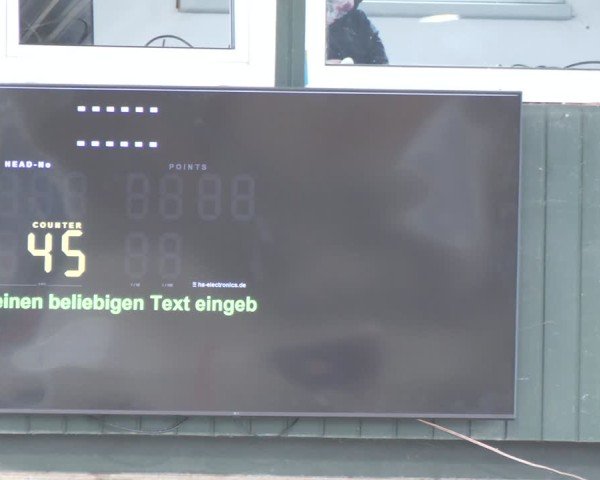 ------
------
HEAD-No
POINTS
COUNTER
45
hs-electronics.de
einen beliebigen Text eingeb